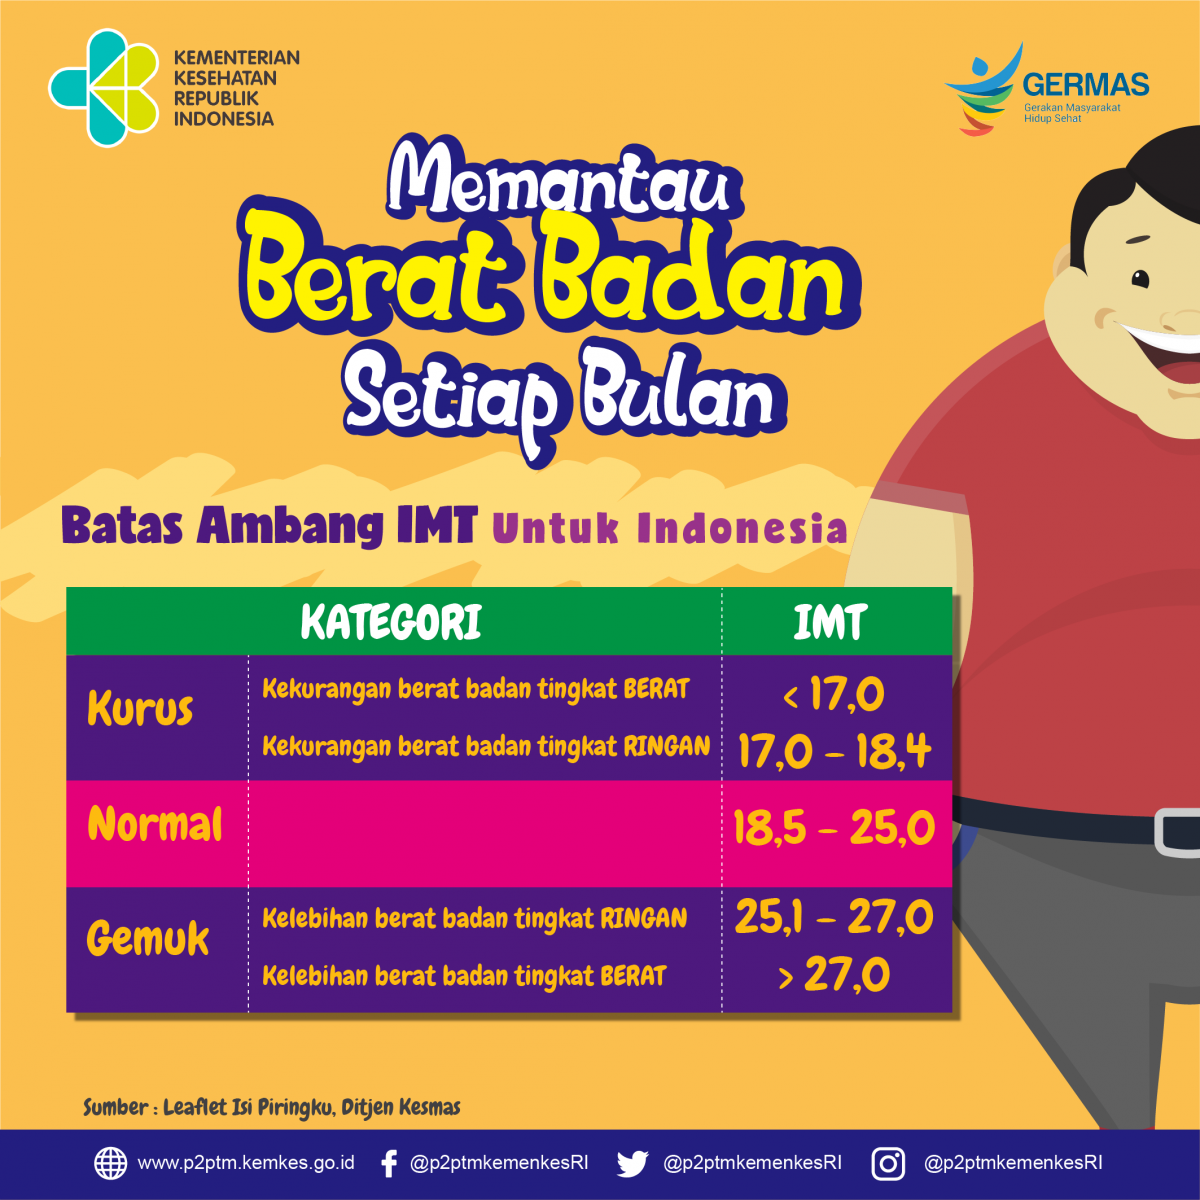 KEMENTERIAN
KESEHATAN
REPUBLIK
INDONESIA
GERMAS
Gerakan Masyarakat
Hidup Sehat
Memantau
Berat Badan
Setiap Bulan
Batas Ambang IMT Untuk Indonesia
KATEGORI IMT
Kurus
Kekurangan berat badan tingkat BERAT < 17,0
Kekurangan berat badan tingkat RINGAN 17,0 – 18,4
Normal 18,5 – 25,0
Gemuk
Kelebihan berat badan tingkat RINGAN 25,1 – 27,0
Kelebihan berat badan tingkat BERAT > 27,0
Sumber : Leaflet Isi Piringku, Ditjen Kesmas
www.p2ptm.kemkes.go.id @p2ptmkemenkesRI @p2ptmkemenkesRI @p2ptmkemenkesRI